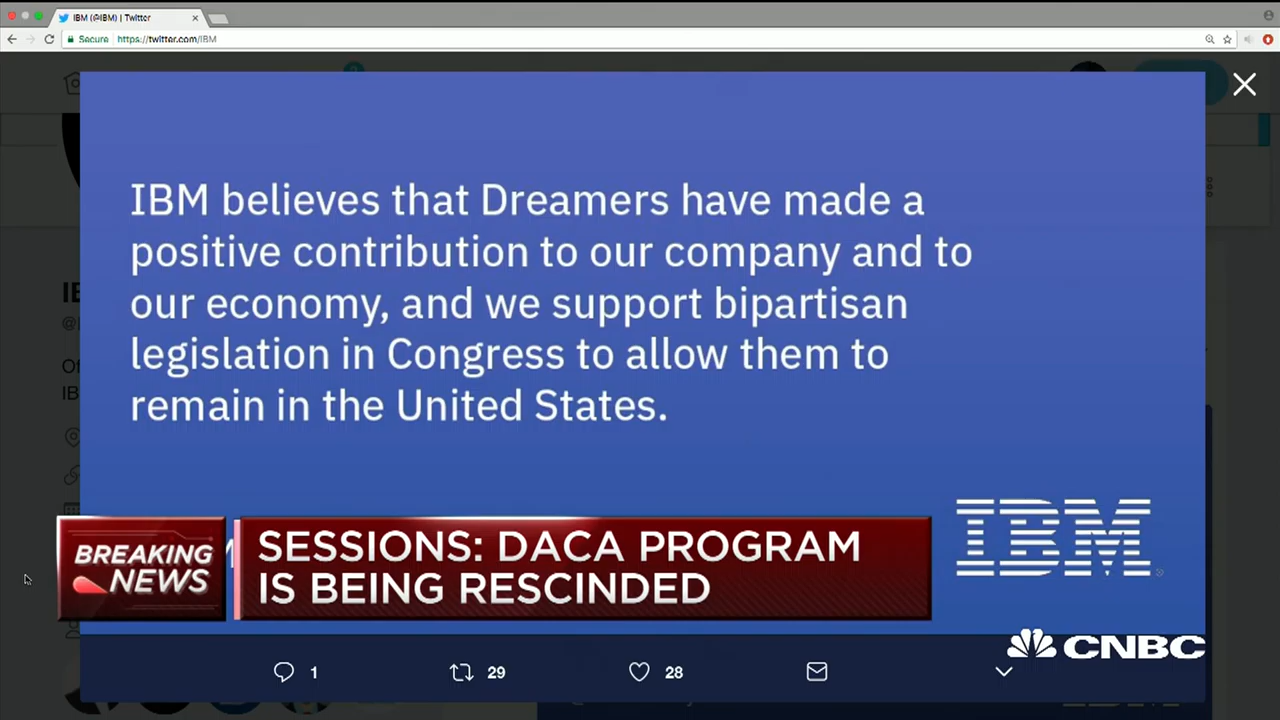 IBM (@IBM) | Twitter
Secure https://twitter.com/IBM
IBM believes that Dreamers have made a
positive contribution to our company and to
our economy, and we support bipartisan
legislation in Congress to allow them to
remain in the United States.
IBM
BREAKING
NEWS
SESSIONS: DACA PROGRAM
IS BEING RESCINDED
CNBC
1 29 28